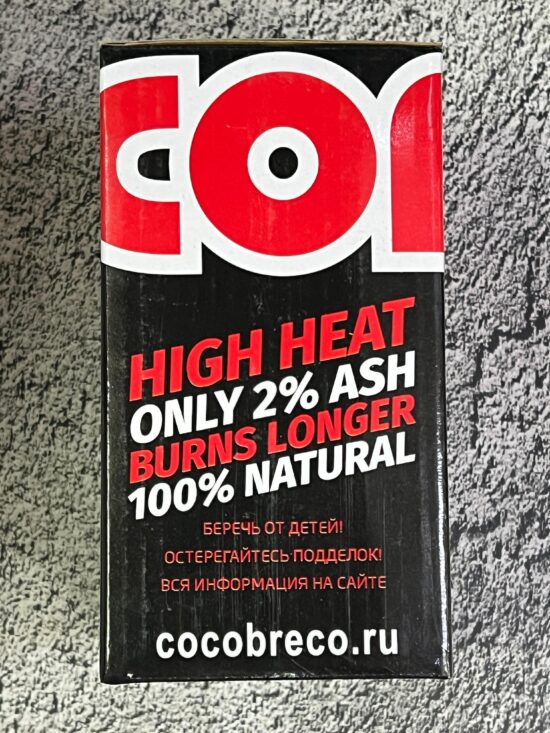 HIGH HEAT
ONLY 2% ASH
BURNS LONGER
100% NATURAL
БЕРЕЧЬ ОТ ДЕТЕЙ!
ОСТЕРЕГАЙТЕСЬ ПОДДЕЛОК!
ВСЯ ИНФОРМАЦИЯ НА САЙТЕ
cocobreco.ru